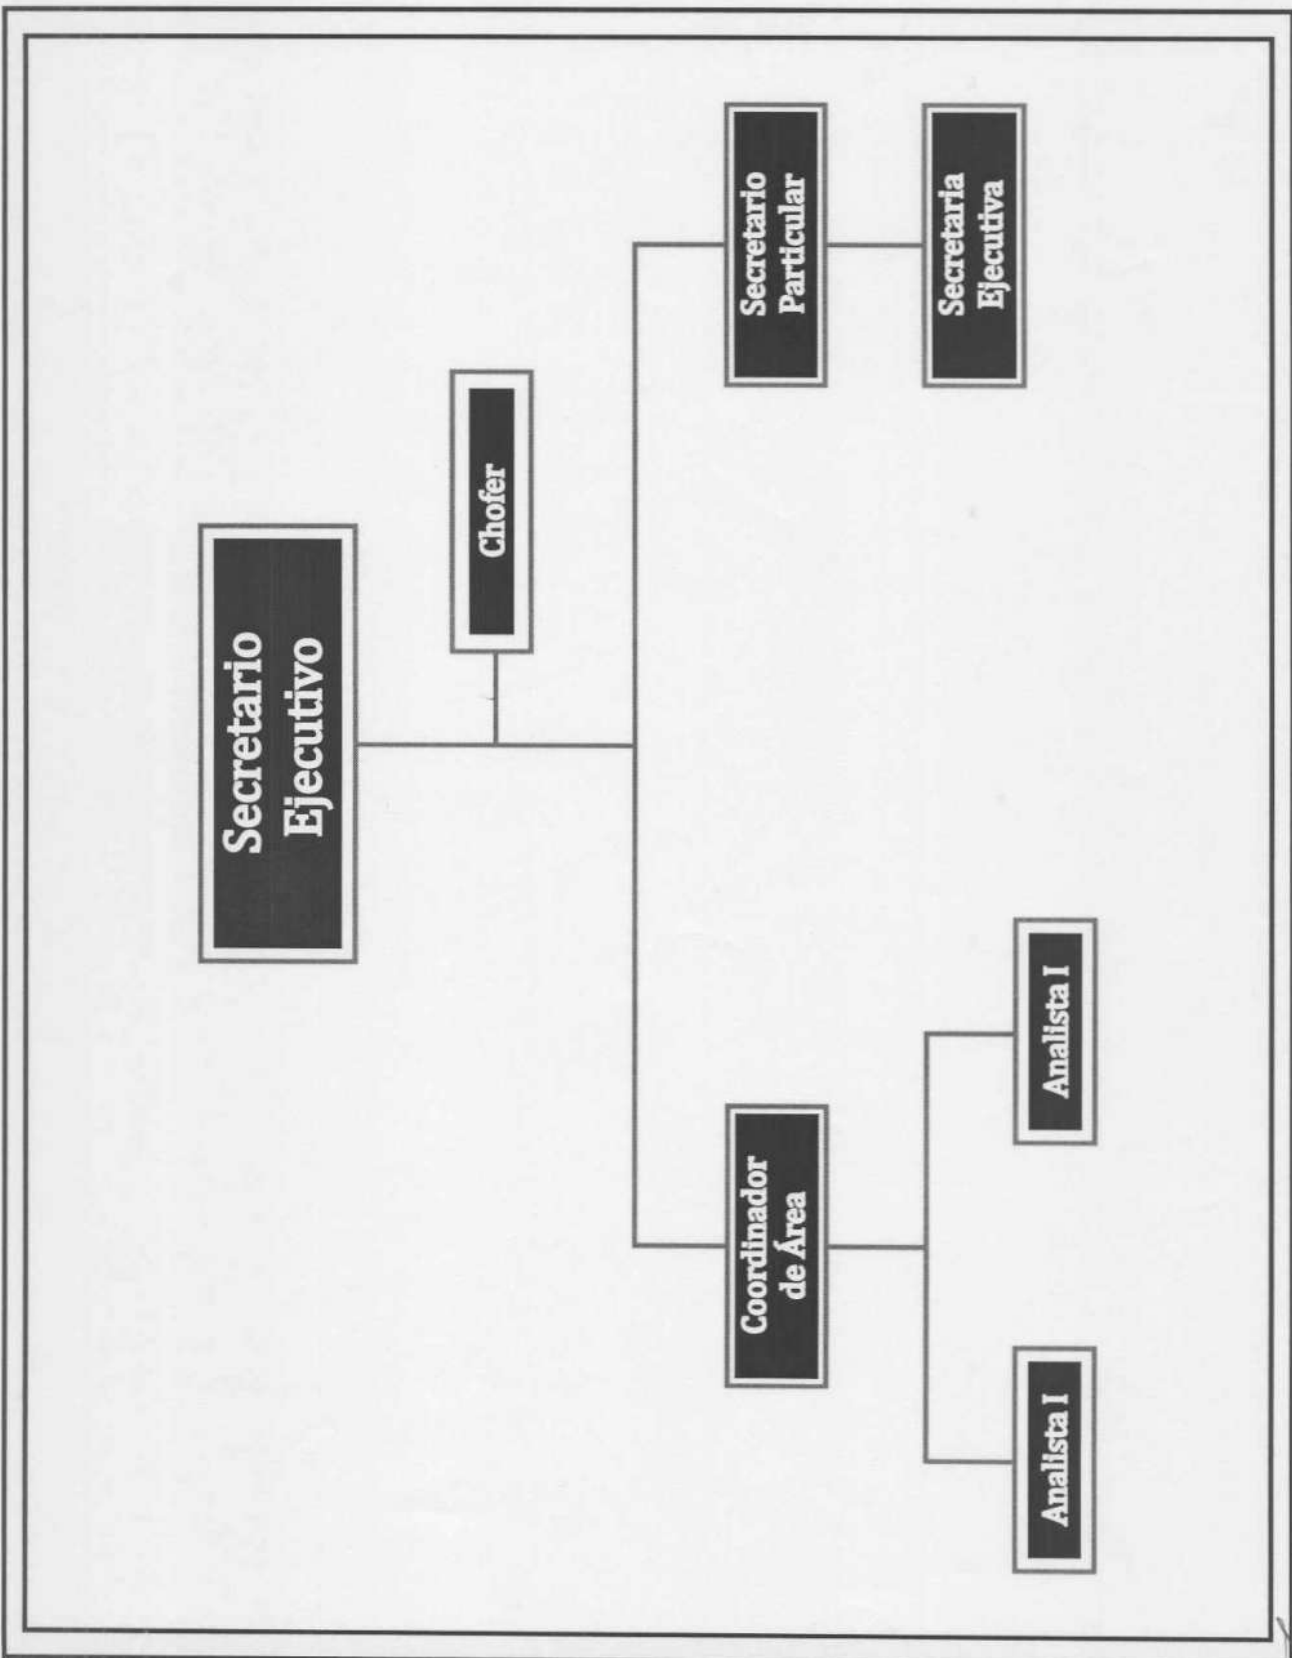 Secretario
Ejecutivo
Chofer
Coordinador
de Área
Secretario
Particular
Analista I
Analista I
Secretaria
Ejecutiva